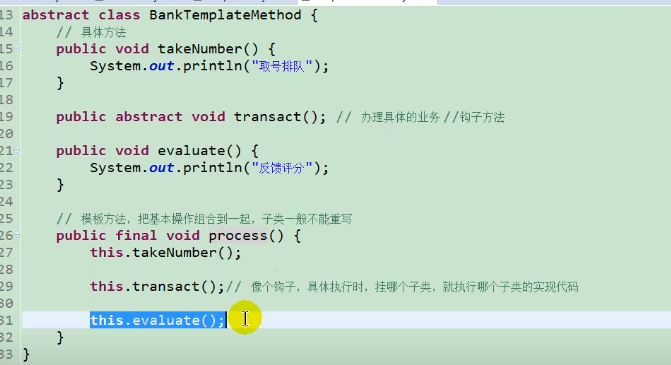 13 abstract class BankTemplateMethod {
14 // 具体方法
15 public void takeNumber() {
16 System.out.println("取号排队");
17 }
18
19 public abstract void transact(); // 办理具体的业务 //钩子方法
20
21 public void evaluate() {
22 System.out.println("反馈评分");
23 }
24
25 // 模板方法，把基本操作组合到一起，子类一般不能重写
26 public final void process() {
27 this.takeNumber();
28
29 this.transact();// 像个钩子，具体执行时，挂哪个子类，就执行哪个子类的实现代码
30
31 this.evaluate();
32 }
33 }